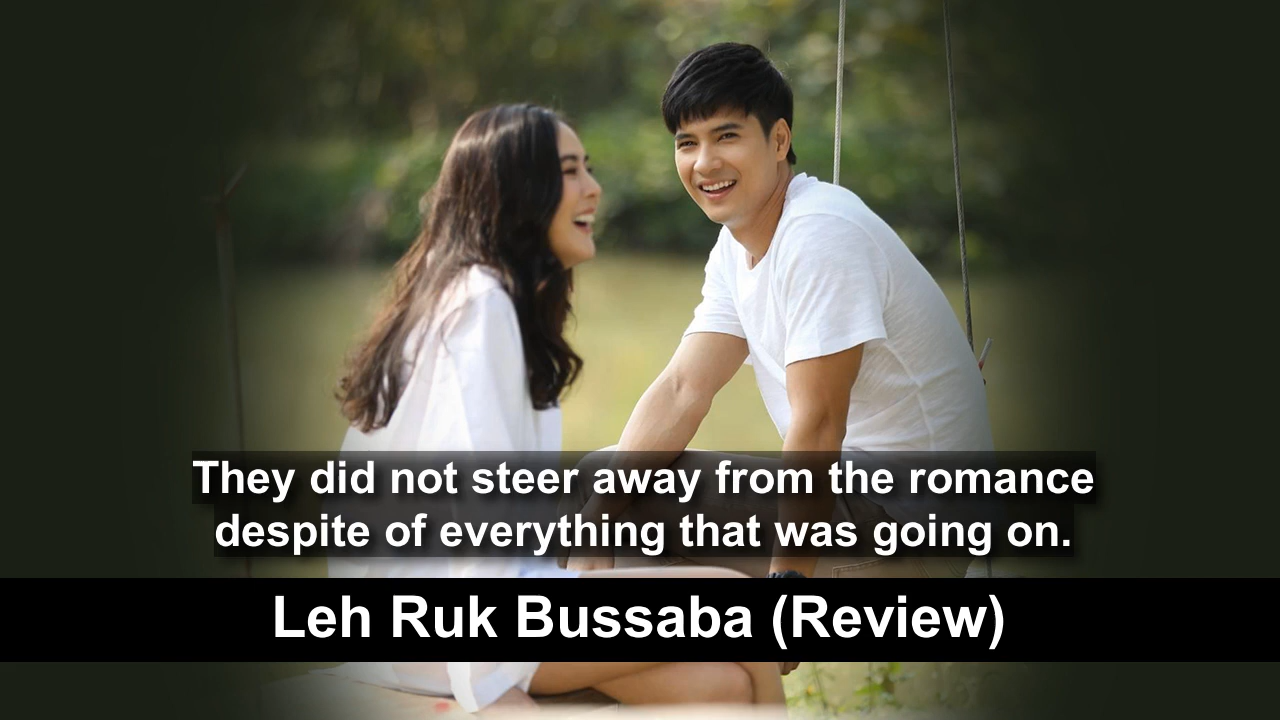 They did not steer away from the romance
despite of everything that was going on.
Leh Ruk Bussaba (Review)